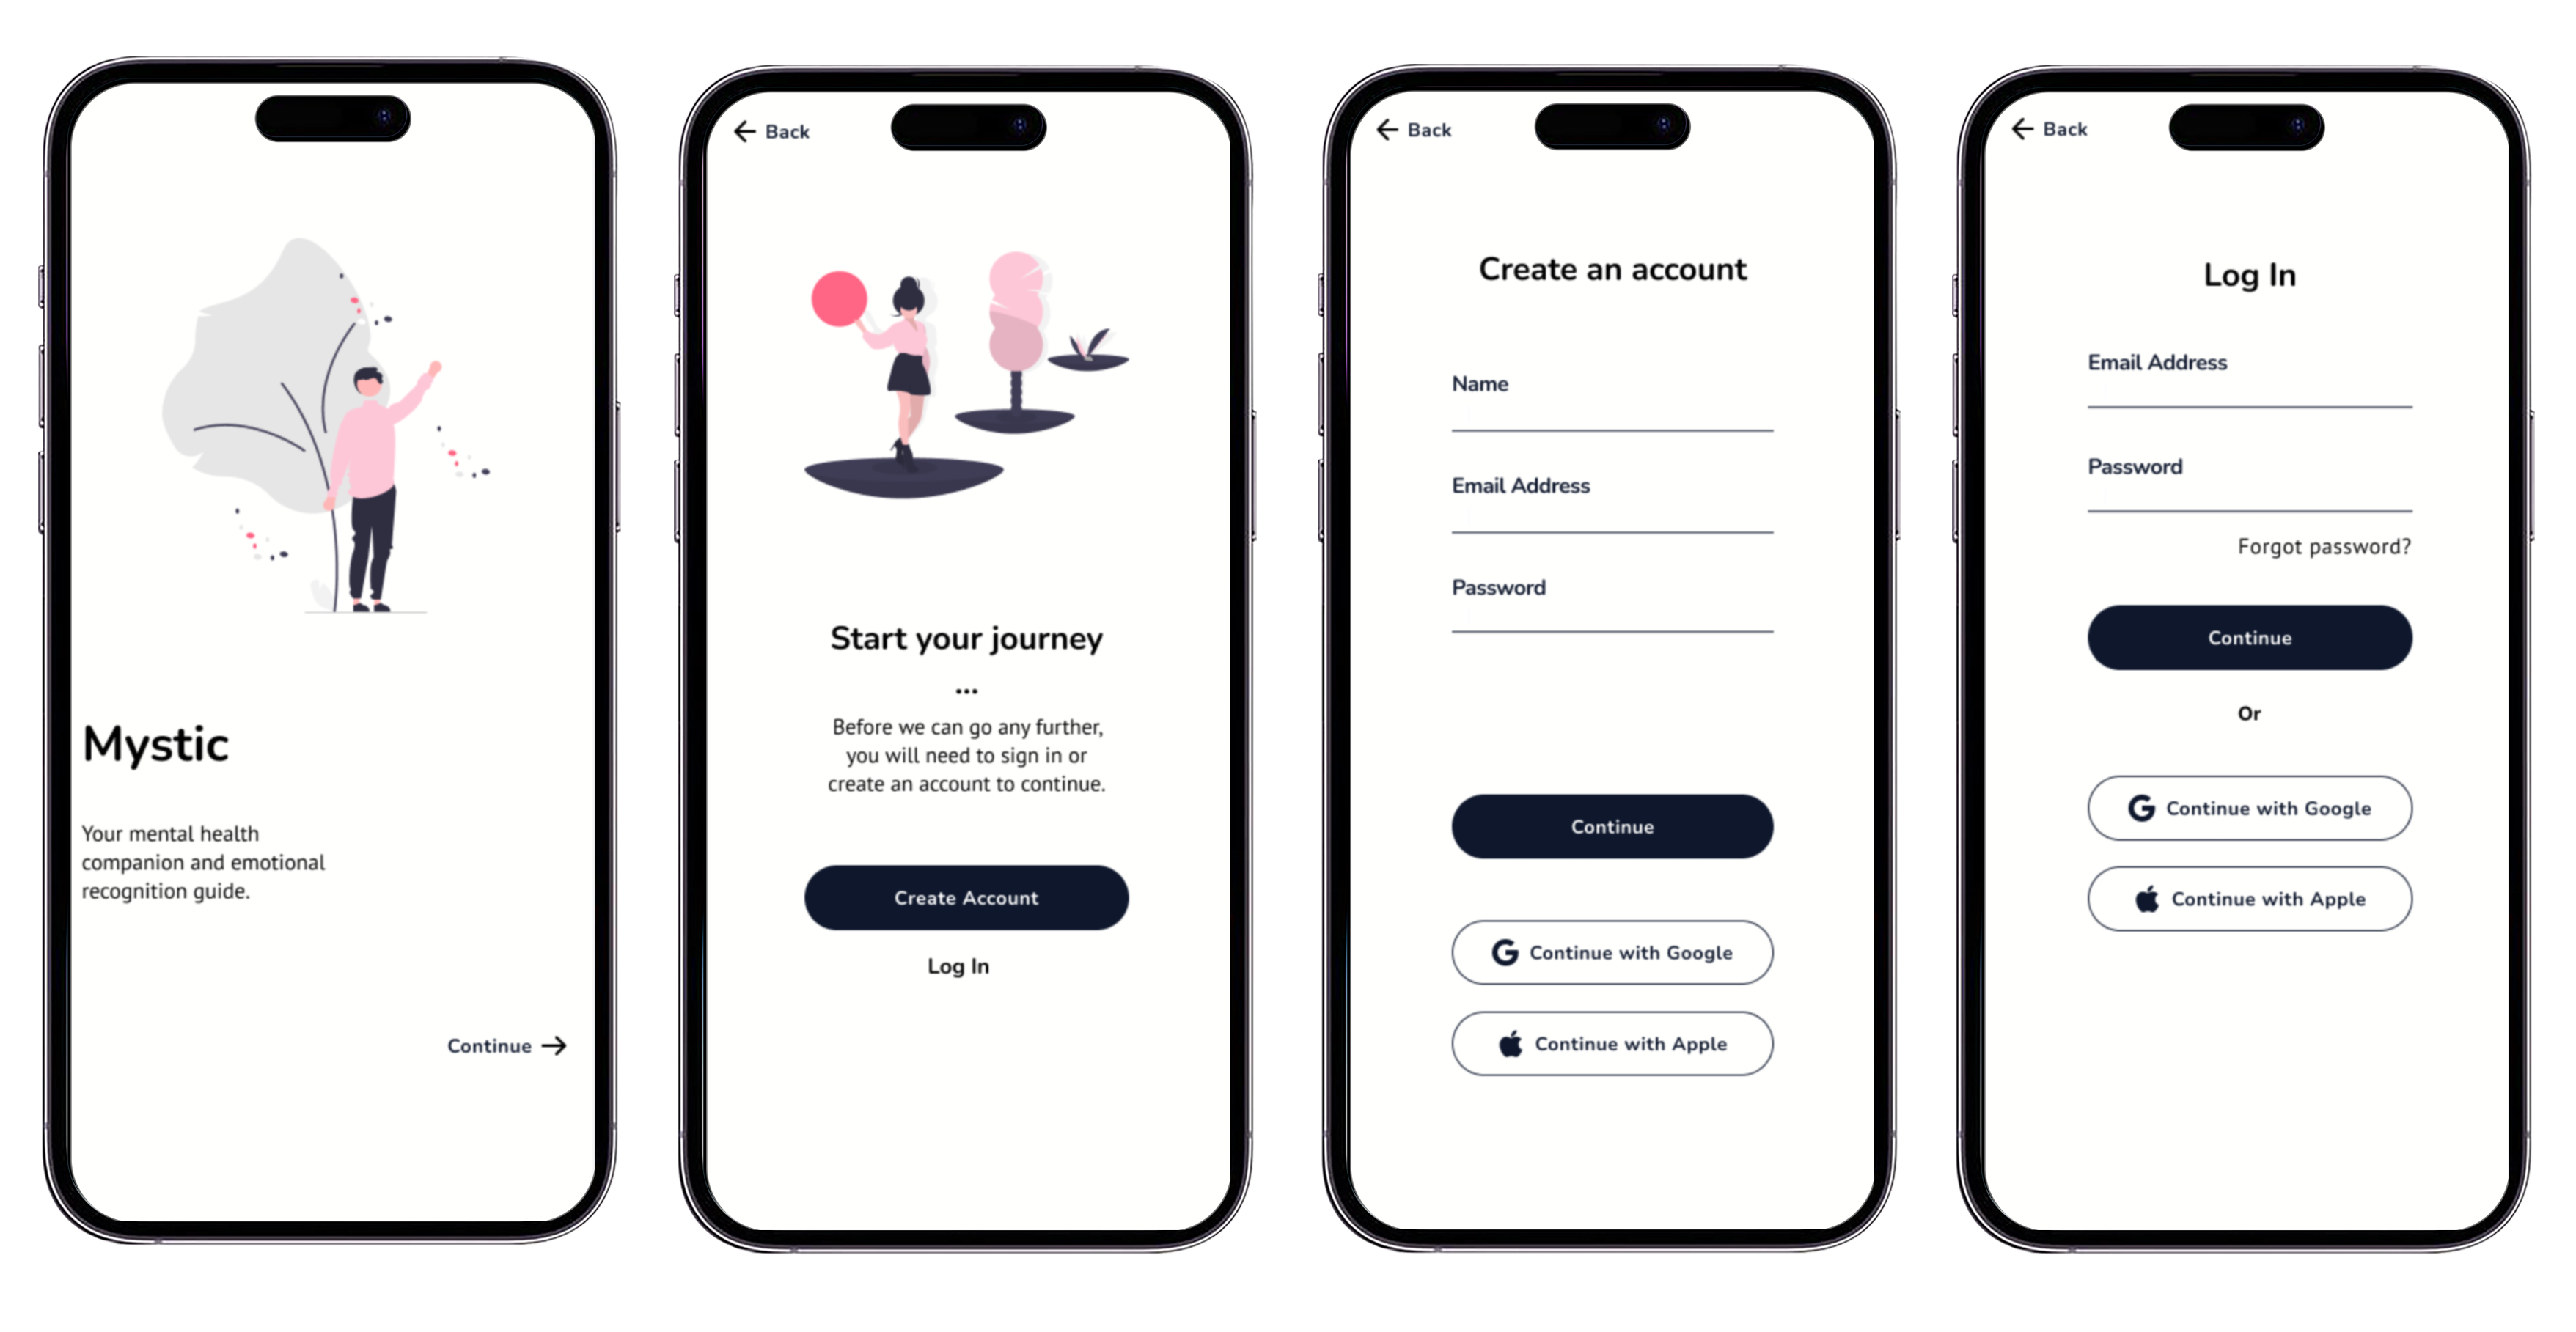 Mystic
Your mental health
companion and emotional
recognition guide.
Continue
Back
Start your journey
...
Before we can go any further,
you will need to sign in or
create an account to continue.
Create Account
Log In
Back
Create an account
Name
Email Address
Password
Continue
Continue with Google
Continue with Apple
Back
Log In
Email Address
Password
Forgot password?
Continue
Or
Continue with Google
Continue with Apple